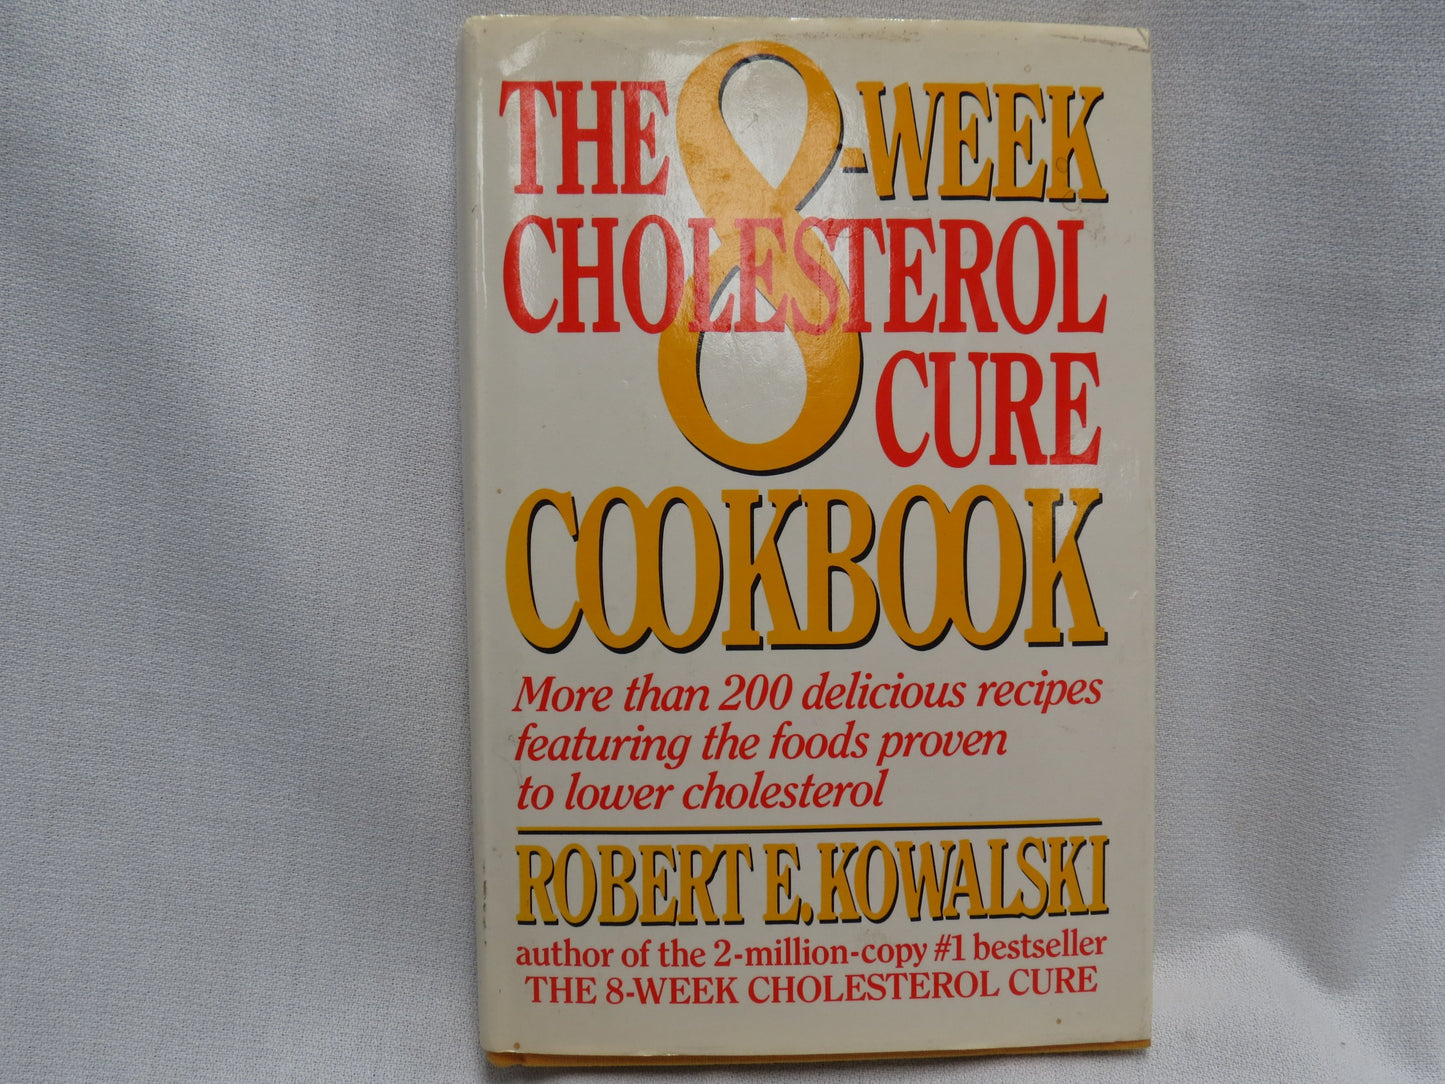 THE 8-WEEK
CHOLESTEROL
CURE
COOKBOOK
More than 200 delicious recipes
featuring the foods proven
to lower cholesterol
ROBERT E. KOWALSKI
author of the 2-million-copy #1 bestseller
THE 8-WEEK CHOLESTEROL CURE